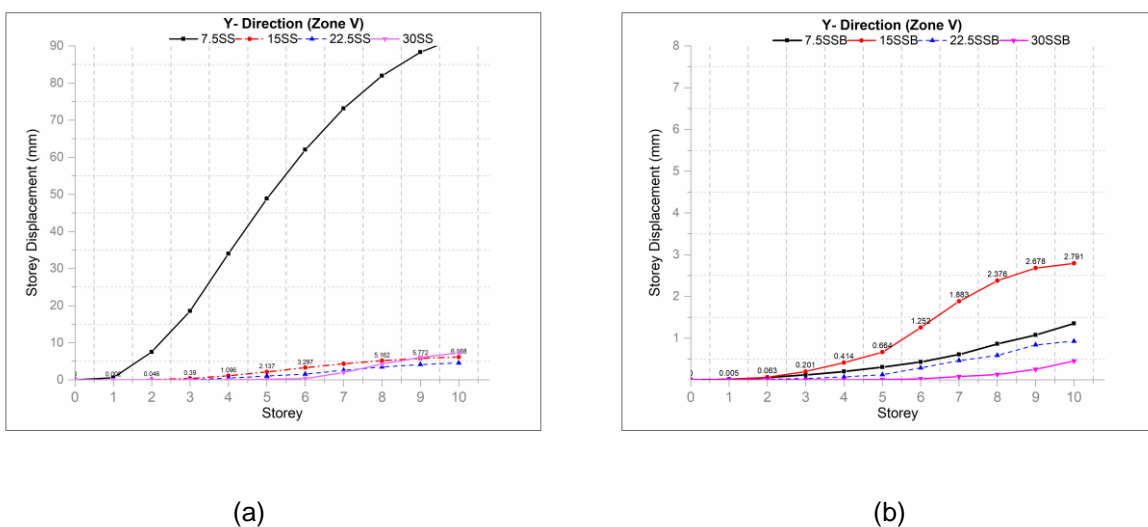 Y- Direction (Zone V)
7.5SS 15SS 22.5SS 30SS
90
80
70
60
50
40
30
20
10
0
Storey Displacement (mm)
0.046 0.39 1.096 2.137 3.297 5.162 5.772
0 1 2 3 4 5 6 7 8 9 10
Storey
(a)
Y- Direction (Zone V)
7.5SSB 15SSB 22.5SSB 30SSB
8
7
6
5
4
3
2
1
0
Storey Displacement (mm)
0.005 0.063 0.201 0.414 0.664 1.252 1.883 2.376 2.678 2.791
0 1 2 3 4 5 6 7 8 9 10
Storey
(b)